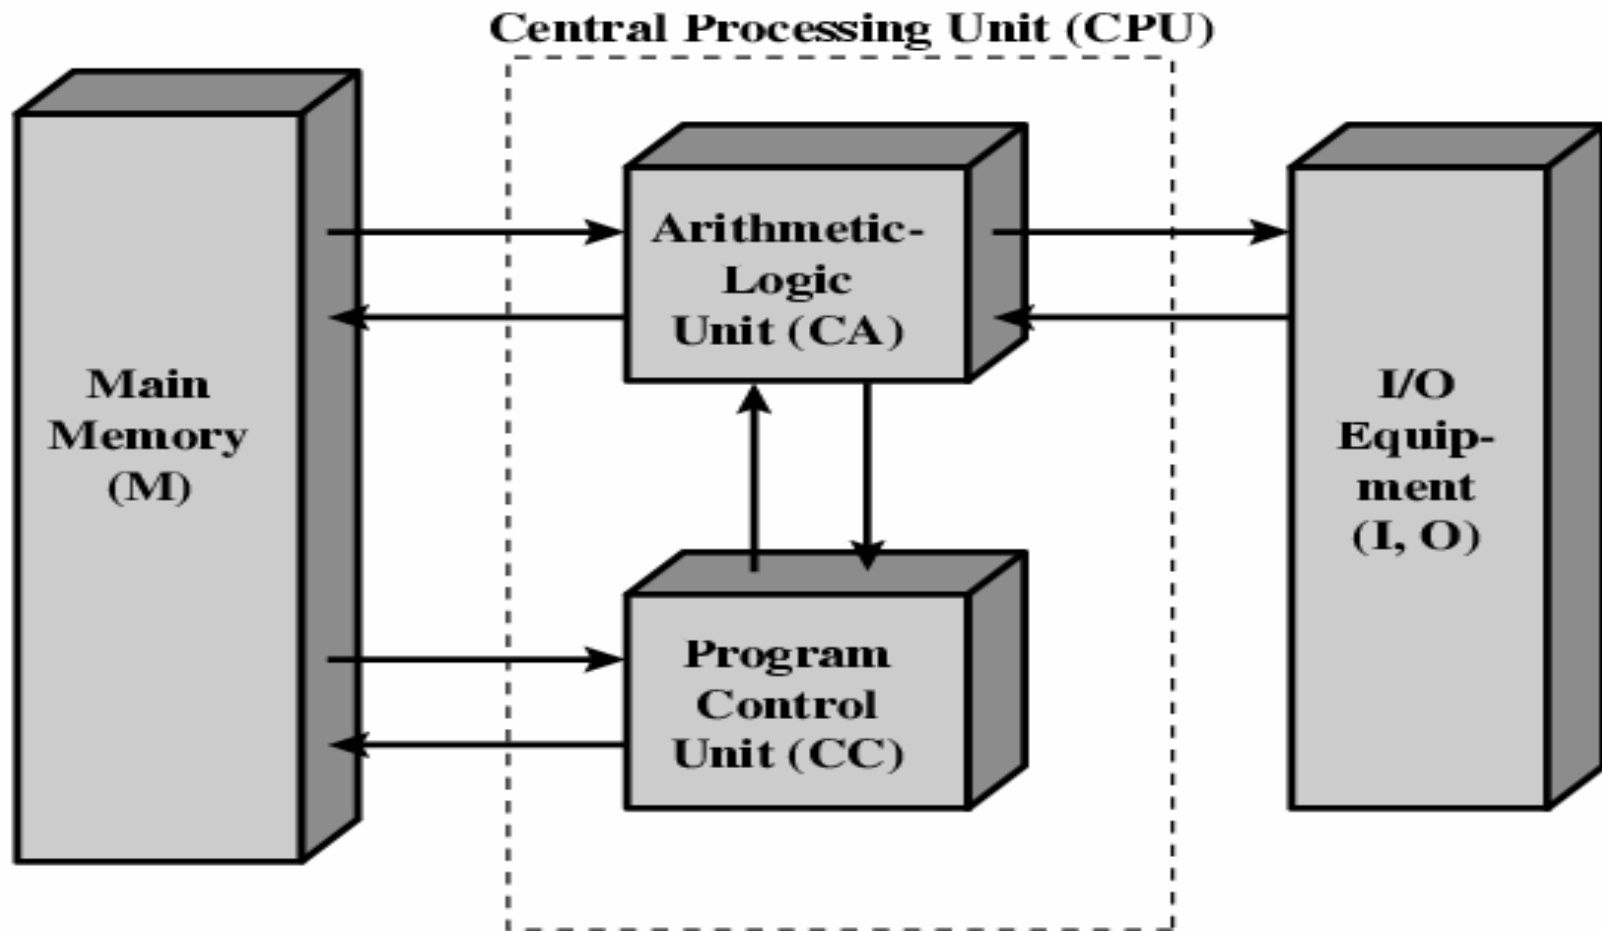 Central Processing Unit (CPU)
Main
Memory
(M)
Arithmetic-
Logic
Unit (CA)
Program
Control
Unit (CC)
I/O
Equip-
ment
(I, O)